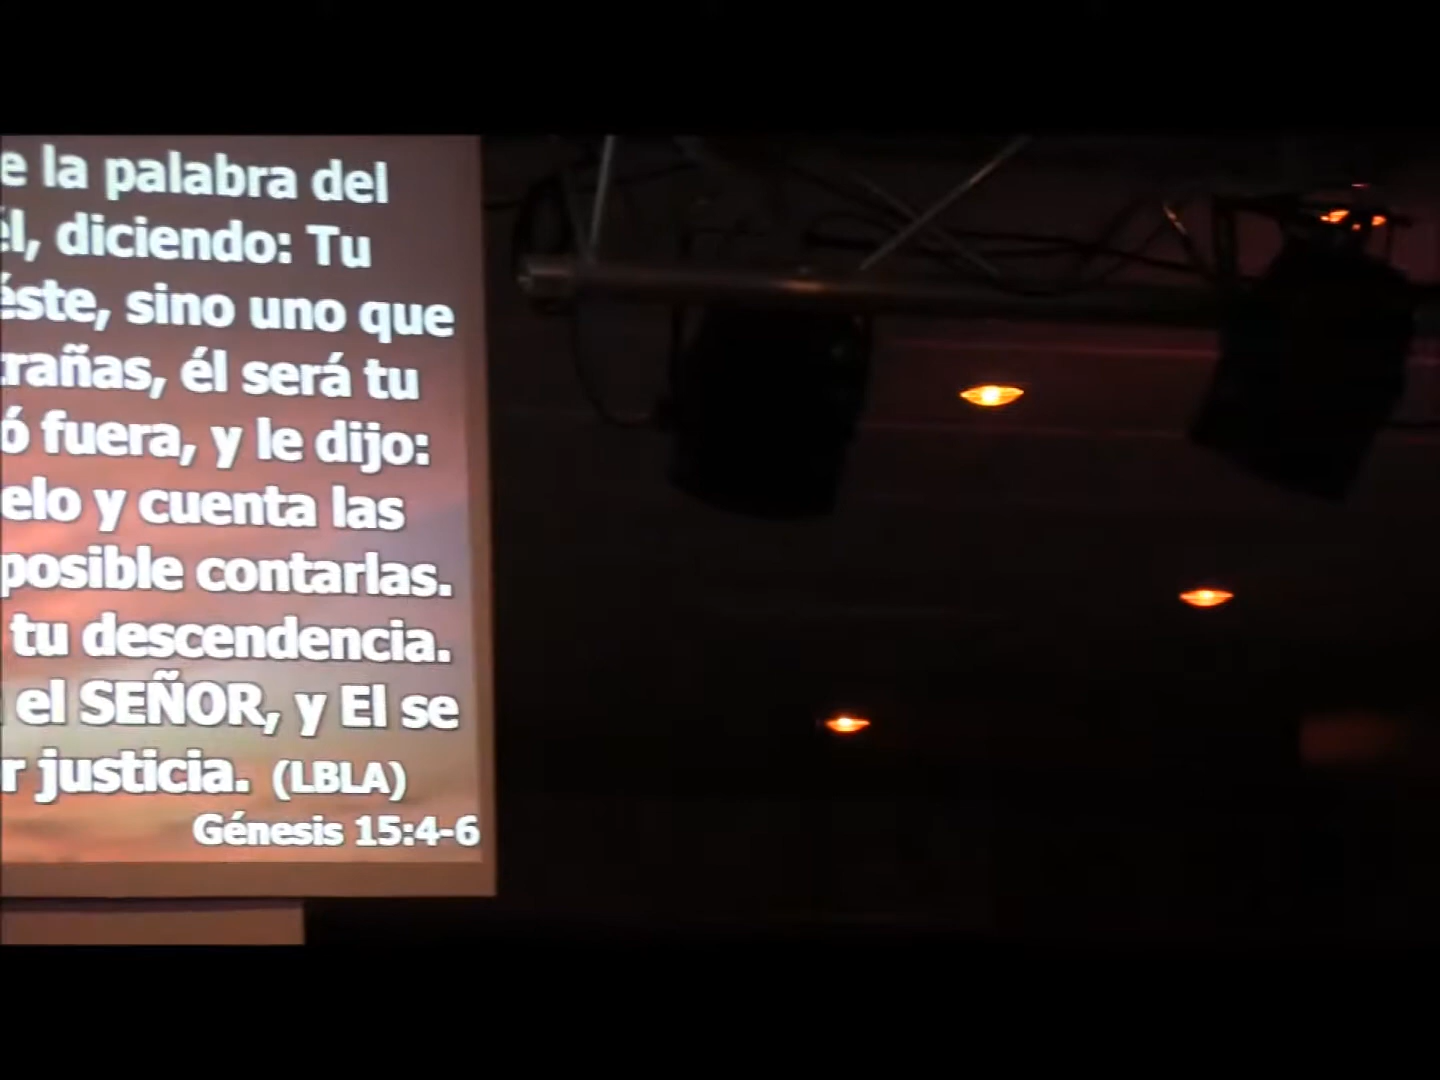 la palabra del
él, diciendo: Tu
éste, sino uno que
trañas, él será tu
ó fuera, y le dijo:
elo y cuenta las
posible contarlas.
tu descendencia.
el SEÑOR, y El se
r justicia. (LBLA)
Génesis 15:4-6